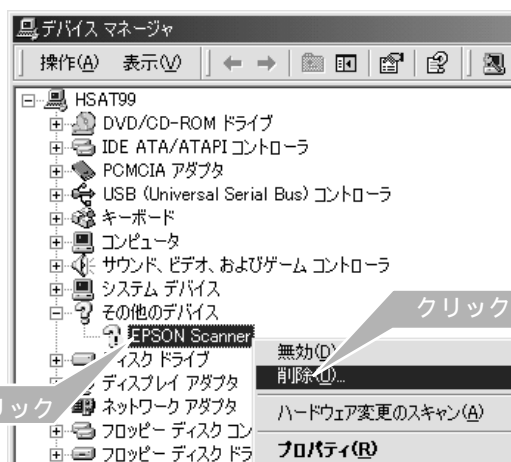 デバイス マネージャ
操作(A) 表示(V)
HSAT99
DVD/CD-ROM ドライブ
IDE ATA/ATAPI コントローラ
PCMCIA アダプタ
USB (Universal Serial Bus) コントローラ
キーボード
コンピュータ
サウンド、ビデオ、およびゲーム コントローラ
システム デバイス
その他のデバイス
クリック
EPSON Scanner
無効(D)
ィスク ドライブ
削除(U)...
ディスプレイ アダプタ
リック
ネットワーク アダプタ
ハードウェア変更のスキャン(A)
フロッピー ディスク コン
フロッピー ディスク ドラ
プロパティ(R)